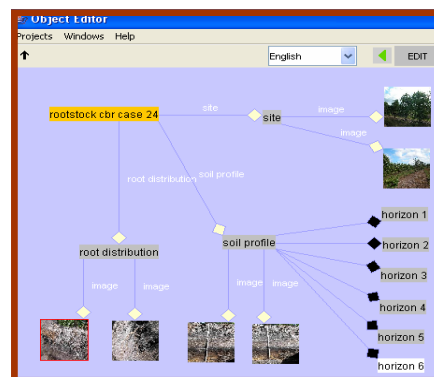 Object Editor
Projects Windows Help
English EDIT
rootstock cbr case 24
site
site
image
image
root distribution
soil profile
root distribution
soil profile
image
image
image
image
horizon 1
horizon 2
horizon 3
horizon 4
horizon 5
horizon 6